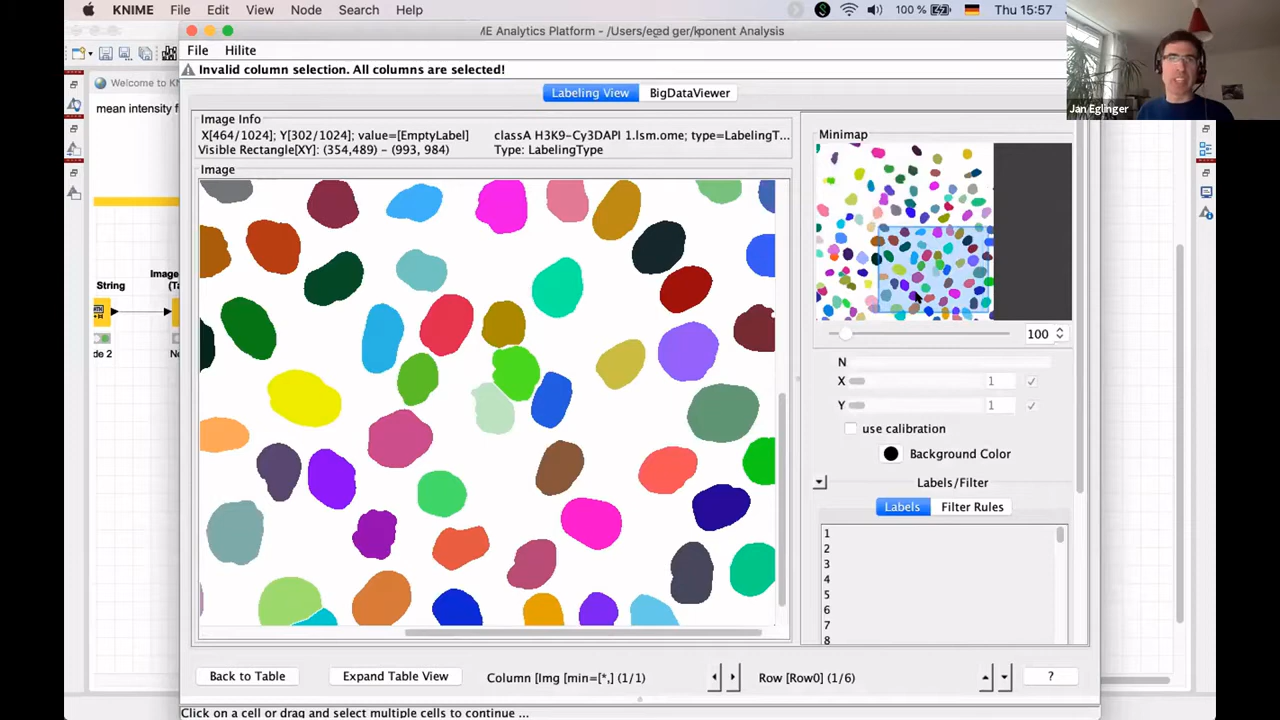 KNIME File Edit View Node Search Help
100 % Thu 15:57
ME Analytics Platform -
File Hilite
Invalid column selection. All columns are selected!
Welcome to KN
mean intensity f
Labeling View BigDataViewer
Image Info
X[464/1024]; Y[302/1024]; value=[EmptyLabel] classA H3K9-Cy3DAPI 1.lsm.ome; type=LabelingT...
Visible Rectangle[XY]: (354,489) – (993, 984) Type: LabelingType
Image
Jan Eglinger
Minimap
100
N
X 1
Y 1
use calibration
Background Color
Labels/Filter
Labels Filter Rules
1
2
3
4
5
6
7
8
String
Image
(Ta
de 2
Back to Table Expand Table View Column [Img [min=[*,] (1/1) Row [Row0] (1/6) ?
Click on a cell or drag and select multiple cells to continue ...